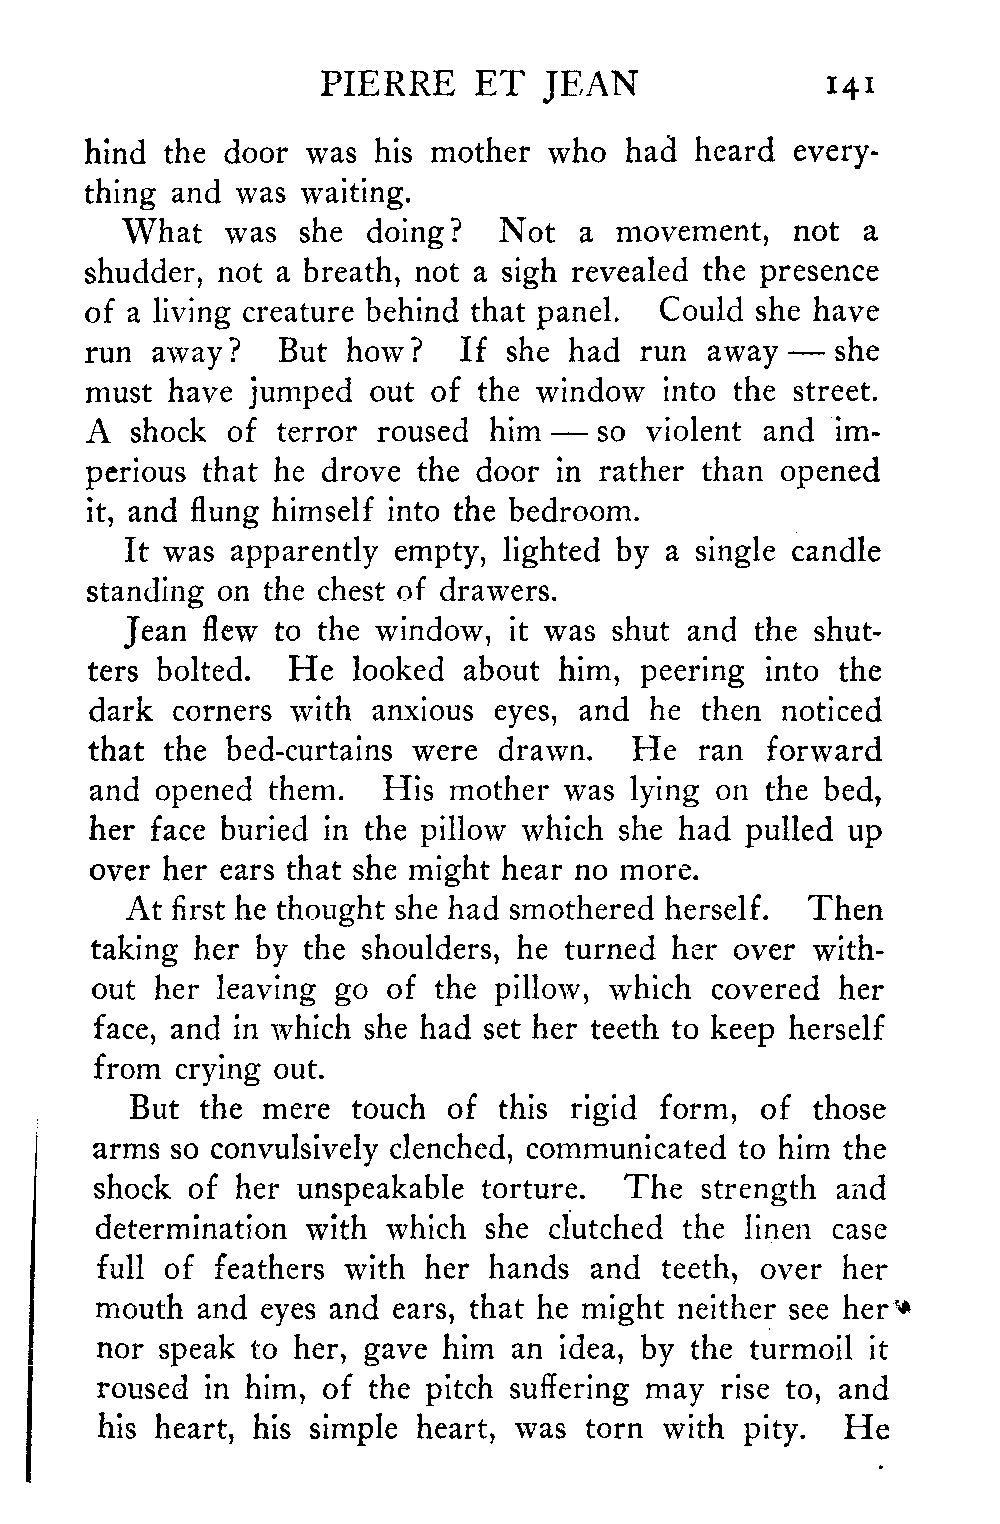 PIERRE ET JEAN 141
hind the door was his mother who had heard every-
thing and was waiting.
What was she doing? Not a movement, not a
shudder, not a breath, not a sigh revealed the presence
of a living creature behind that panel. Could she have
run away? But how? If she had run away — she
must have jumped out of the window into the street.
A shock of terror roused him — so violent and im-
perious that he drove the door in rather than opened
it, and flung himself into the bedroom.
It was apparently empty, lighted by a single candle
standing on the chest of drawers.
Jean flew to the window, it was shut and the shut-
ters bolted. He looked about him, peering into the
dark corners with anxious eyes, and he then noticed
that the bed-curtains were drawn. He ran forward
and opened them. His mother was lying on the bed,
her face buried in the pillow which she had pulled up
over her ears that she might hear no more.
At first he thought she had smothered herself. Then
taking her by the shoulders, he turned her over with-
out her leaving go of the pillow, which covered her
face, and in which she had set her teeth to keep herself
from crying out.
But the mere touch of this rigid form, of those
arms so convulsively clenched, communicated to him the
shock of her unspeakable torture. The strength and
determination with which she clutched the linen case
full of feathers with her hands and teeth, over her
mouth and eyes and ears, that he might neither see her
nor speak to her, gave him an idea, by the turmoil it
roused in him, of the pitch suffering may rise to, and
his heart, his simple heart, was torn with pity. He